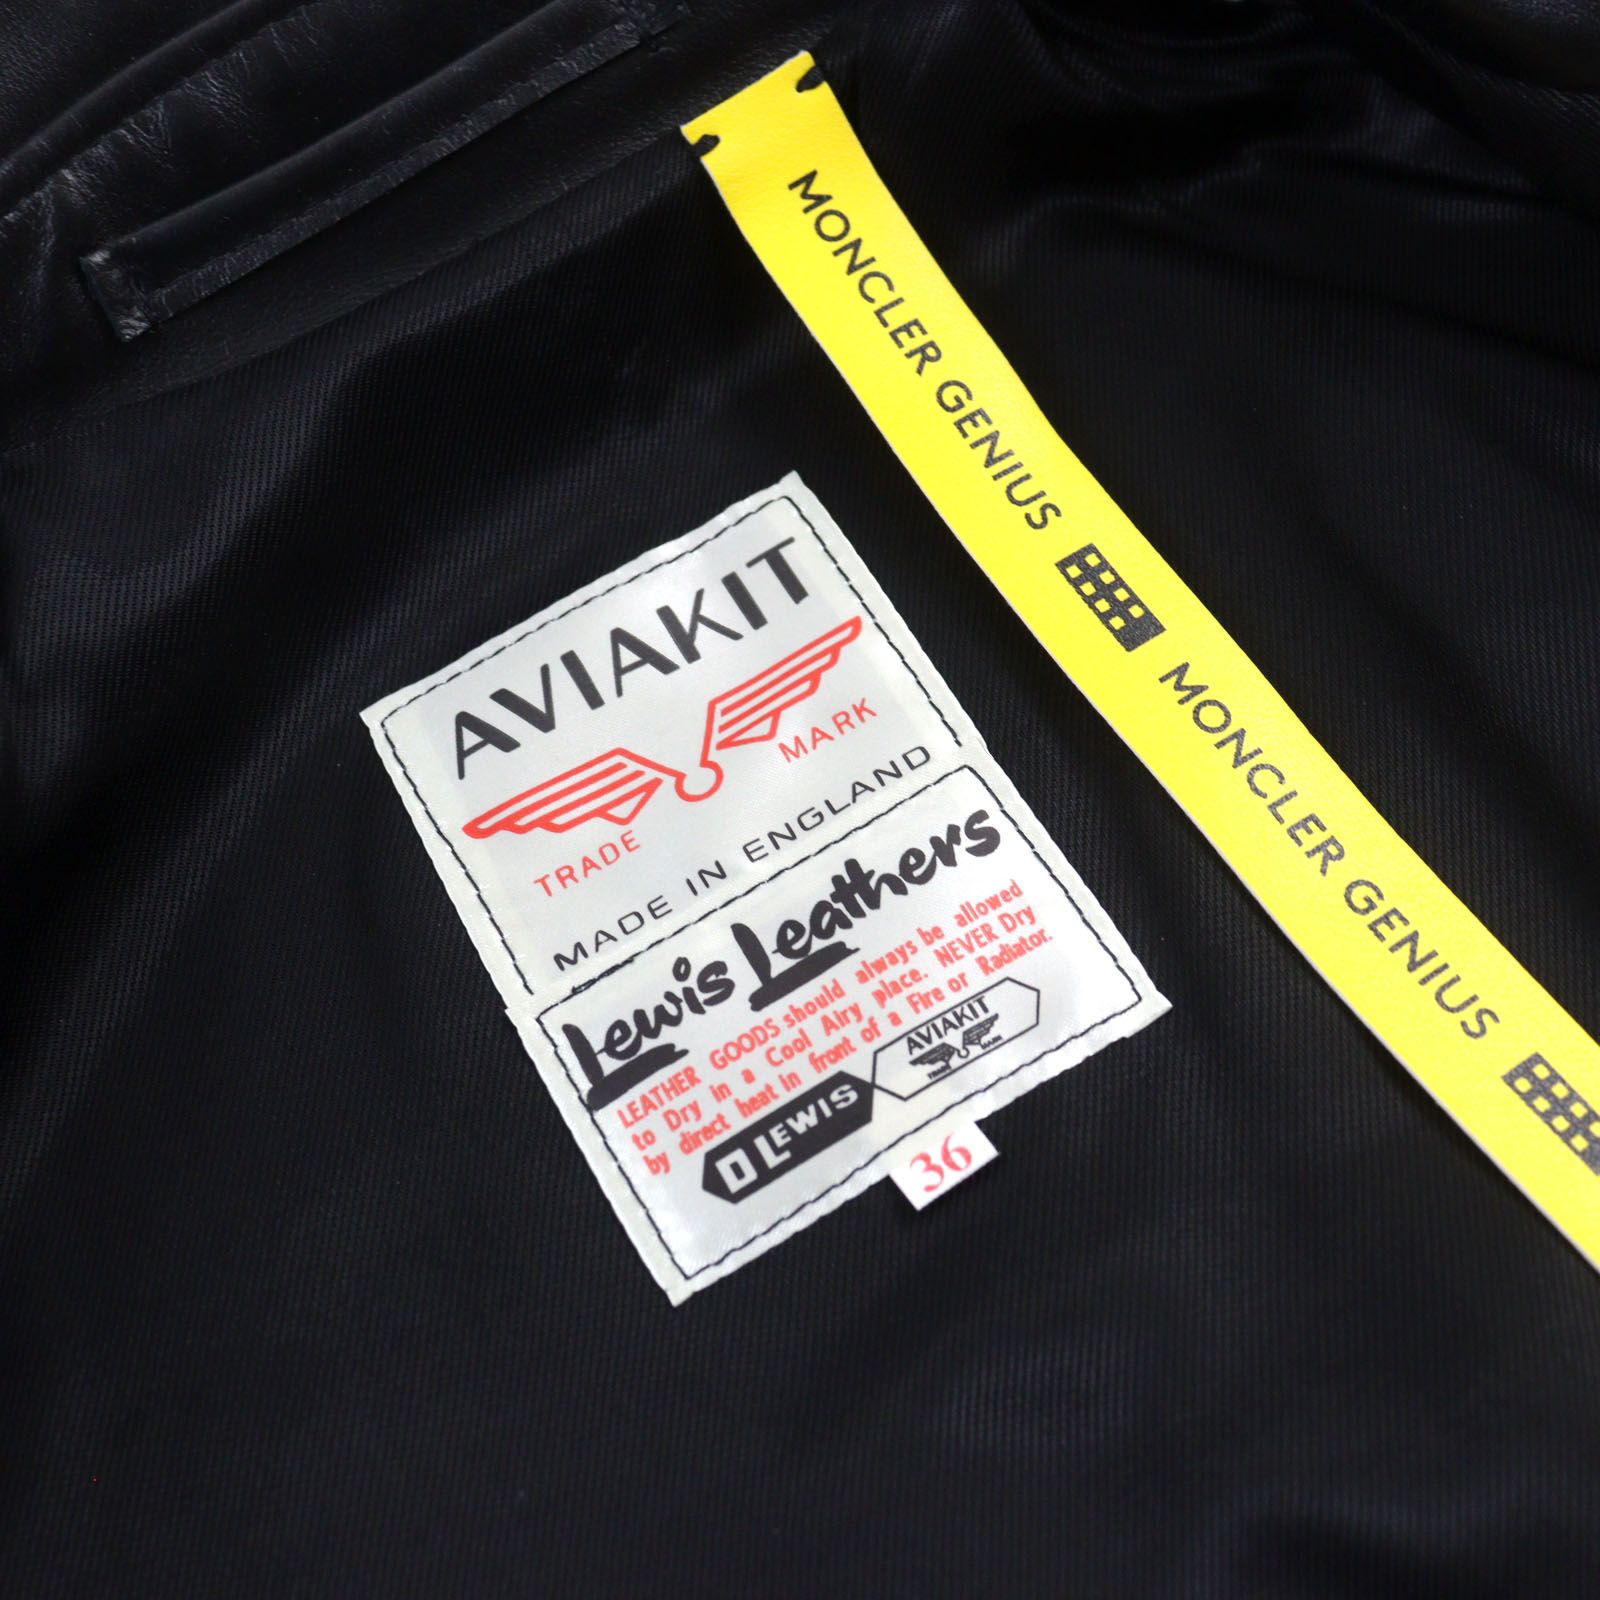 MONCLER GENIUS MONCLER GENIUS
AVIAKIT
TRADE MARK
MADE IN ENGLAND
Lewis Leathers
LEATHER GOODS should always be allowed
to Dry in a Cool Airy place. NEVER Dry
by direct heat in front of a Fire or Radiator.
D LEWIS
AVIAKIT
TRADE MARK
36